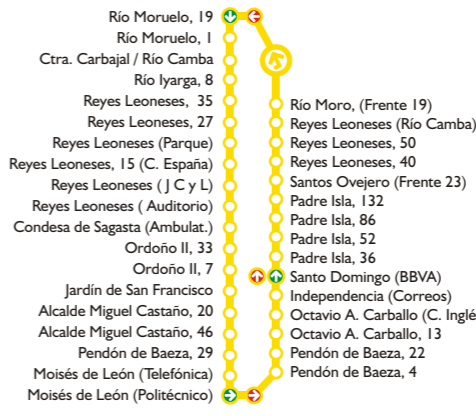 Río Moruelo, 19
Río Moruelo, 1
Ctra. Carbajal / Río Camba
Río Iyarga, 8
Reyes Leoneses, 35
Reyes Leoneses, 27
Reyes Leoneses (Parque)
Reyes Leoneses, 15 (C. España)
Reyes Leoneses ( J C y L)
Reyes Leoneses ( Auditorio)
Condesa de Sagasta (Ambulat.)
Ordoño II, 33
Ordoño II, 7
Jardín de San Francisco
Alcalde Miguel Castaño, 20
Alcalde Miguel Castaño, 46
Pendón de Baeza, 29
Moisés de León (Telefónica)
Moisés de León (Politécnico)
Río Moro, (Frente 19)
Reyes Leoneses (Río Camba)
Reyes Leoneses, 50
Reyes Leoneses, 40
Santos Ovejero (Frente 23)
Padre Isla, 132
Padre Isla, 86
Padre Isla, 52
Padre Isla, 36
Santo Domingo (BBVA)
Independencia (Correos)
Octavio A. Carballo (C. Inglé
Octavio A. Carballo, 13
Pendón de Baeza, 22
Pendón de Baeza, 4